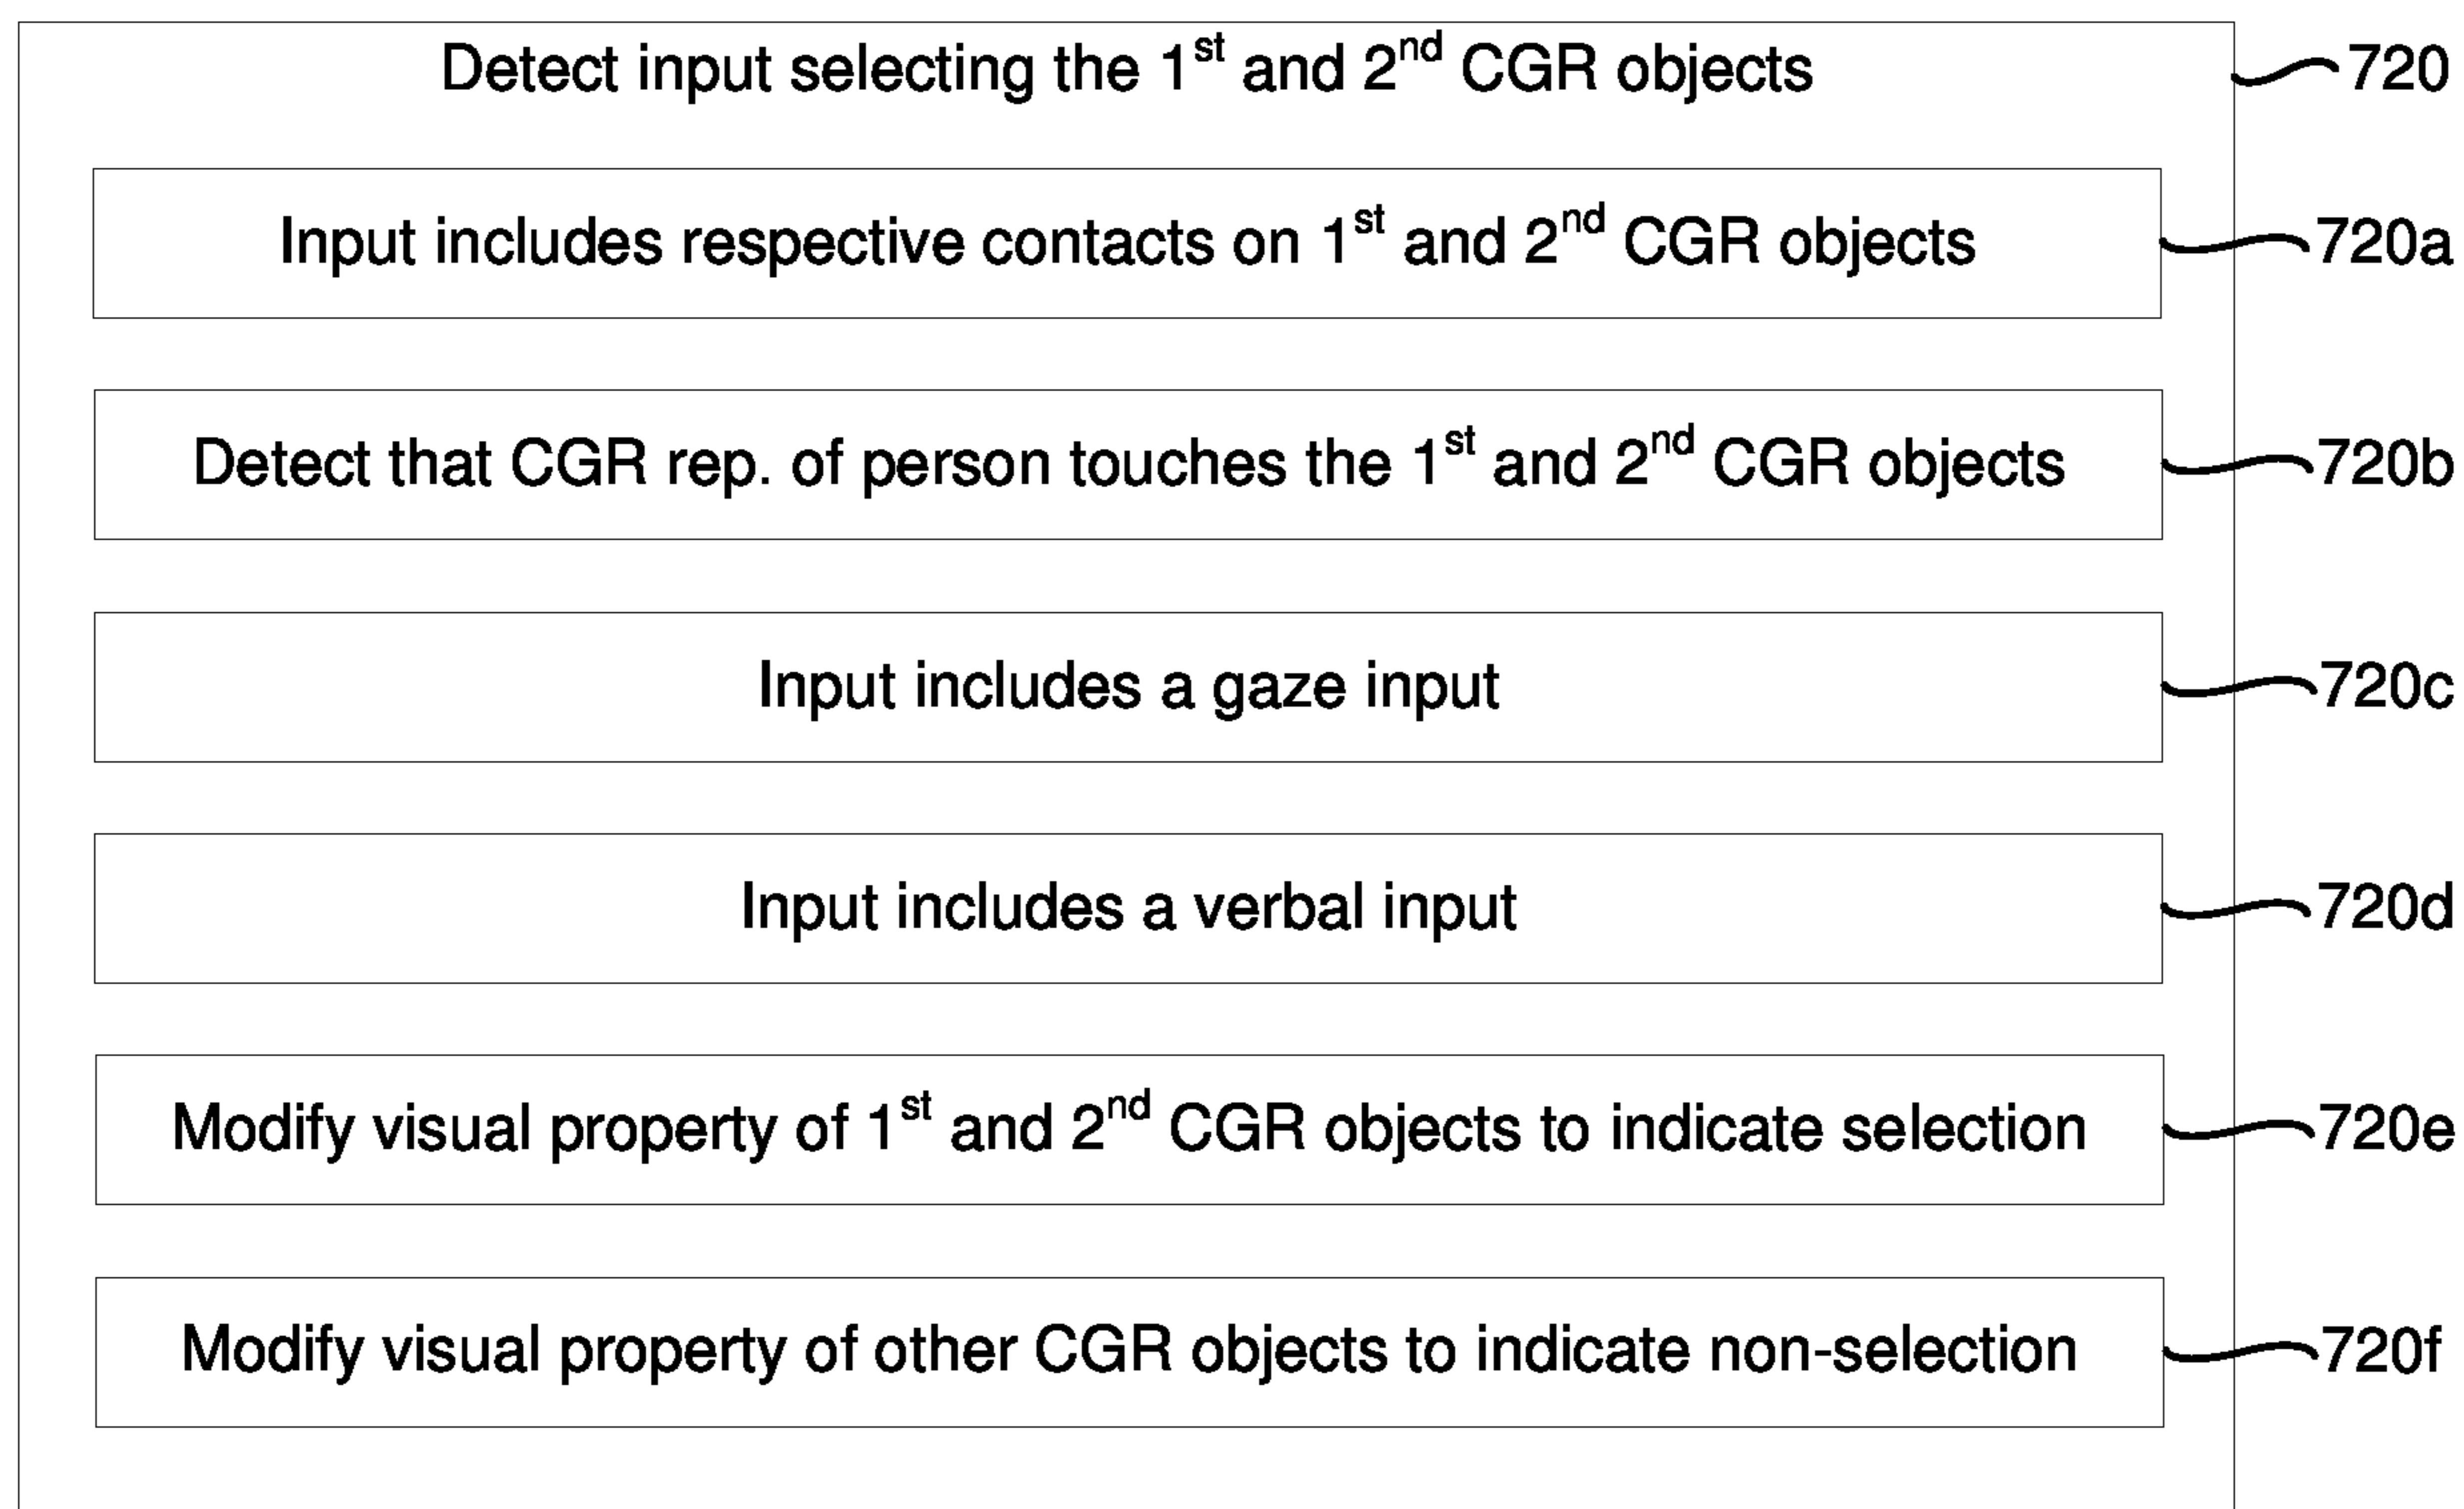 Detect input selecting the 1st and 2nd CGR objects 720
Input includes respective contacts on 1st and 2nd CGR objects 720a
Detect that CGR rep. of person touches the 1st and 2nd CGR objects 720b
Input includes a gaze input 720c
Input includes a verbal input 720d
Modify visual property of 1st and 2nd CGR objects to indicate selection 720e
Modify visual property of other CGR objects to indicate non-selection 720f